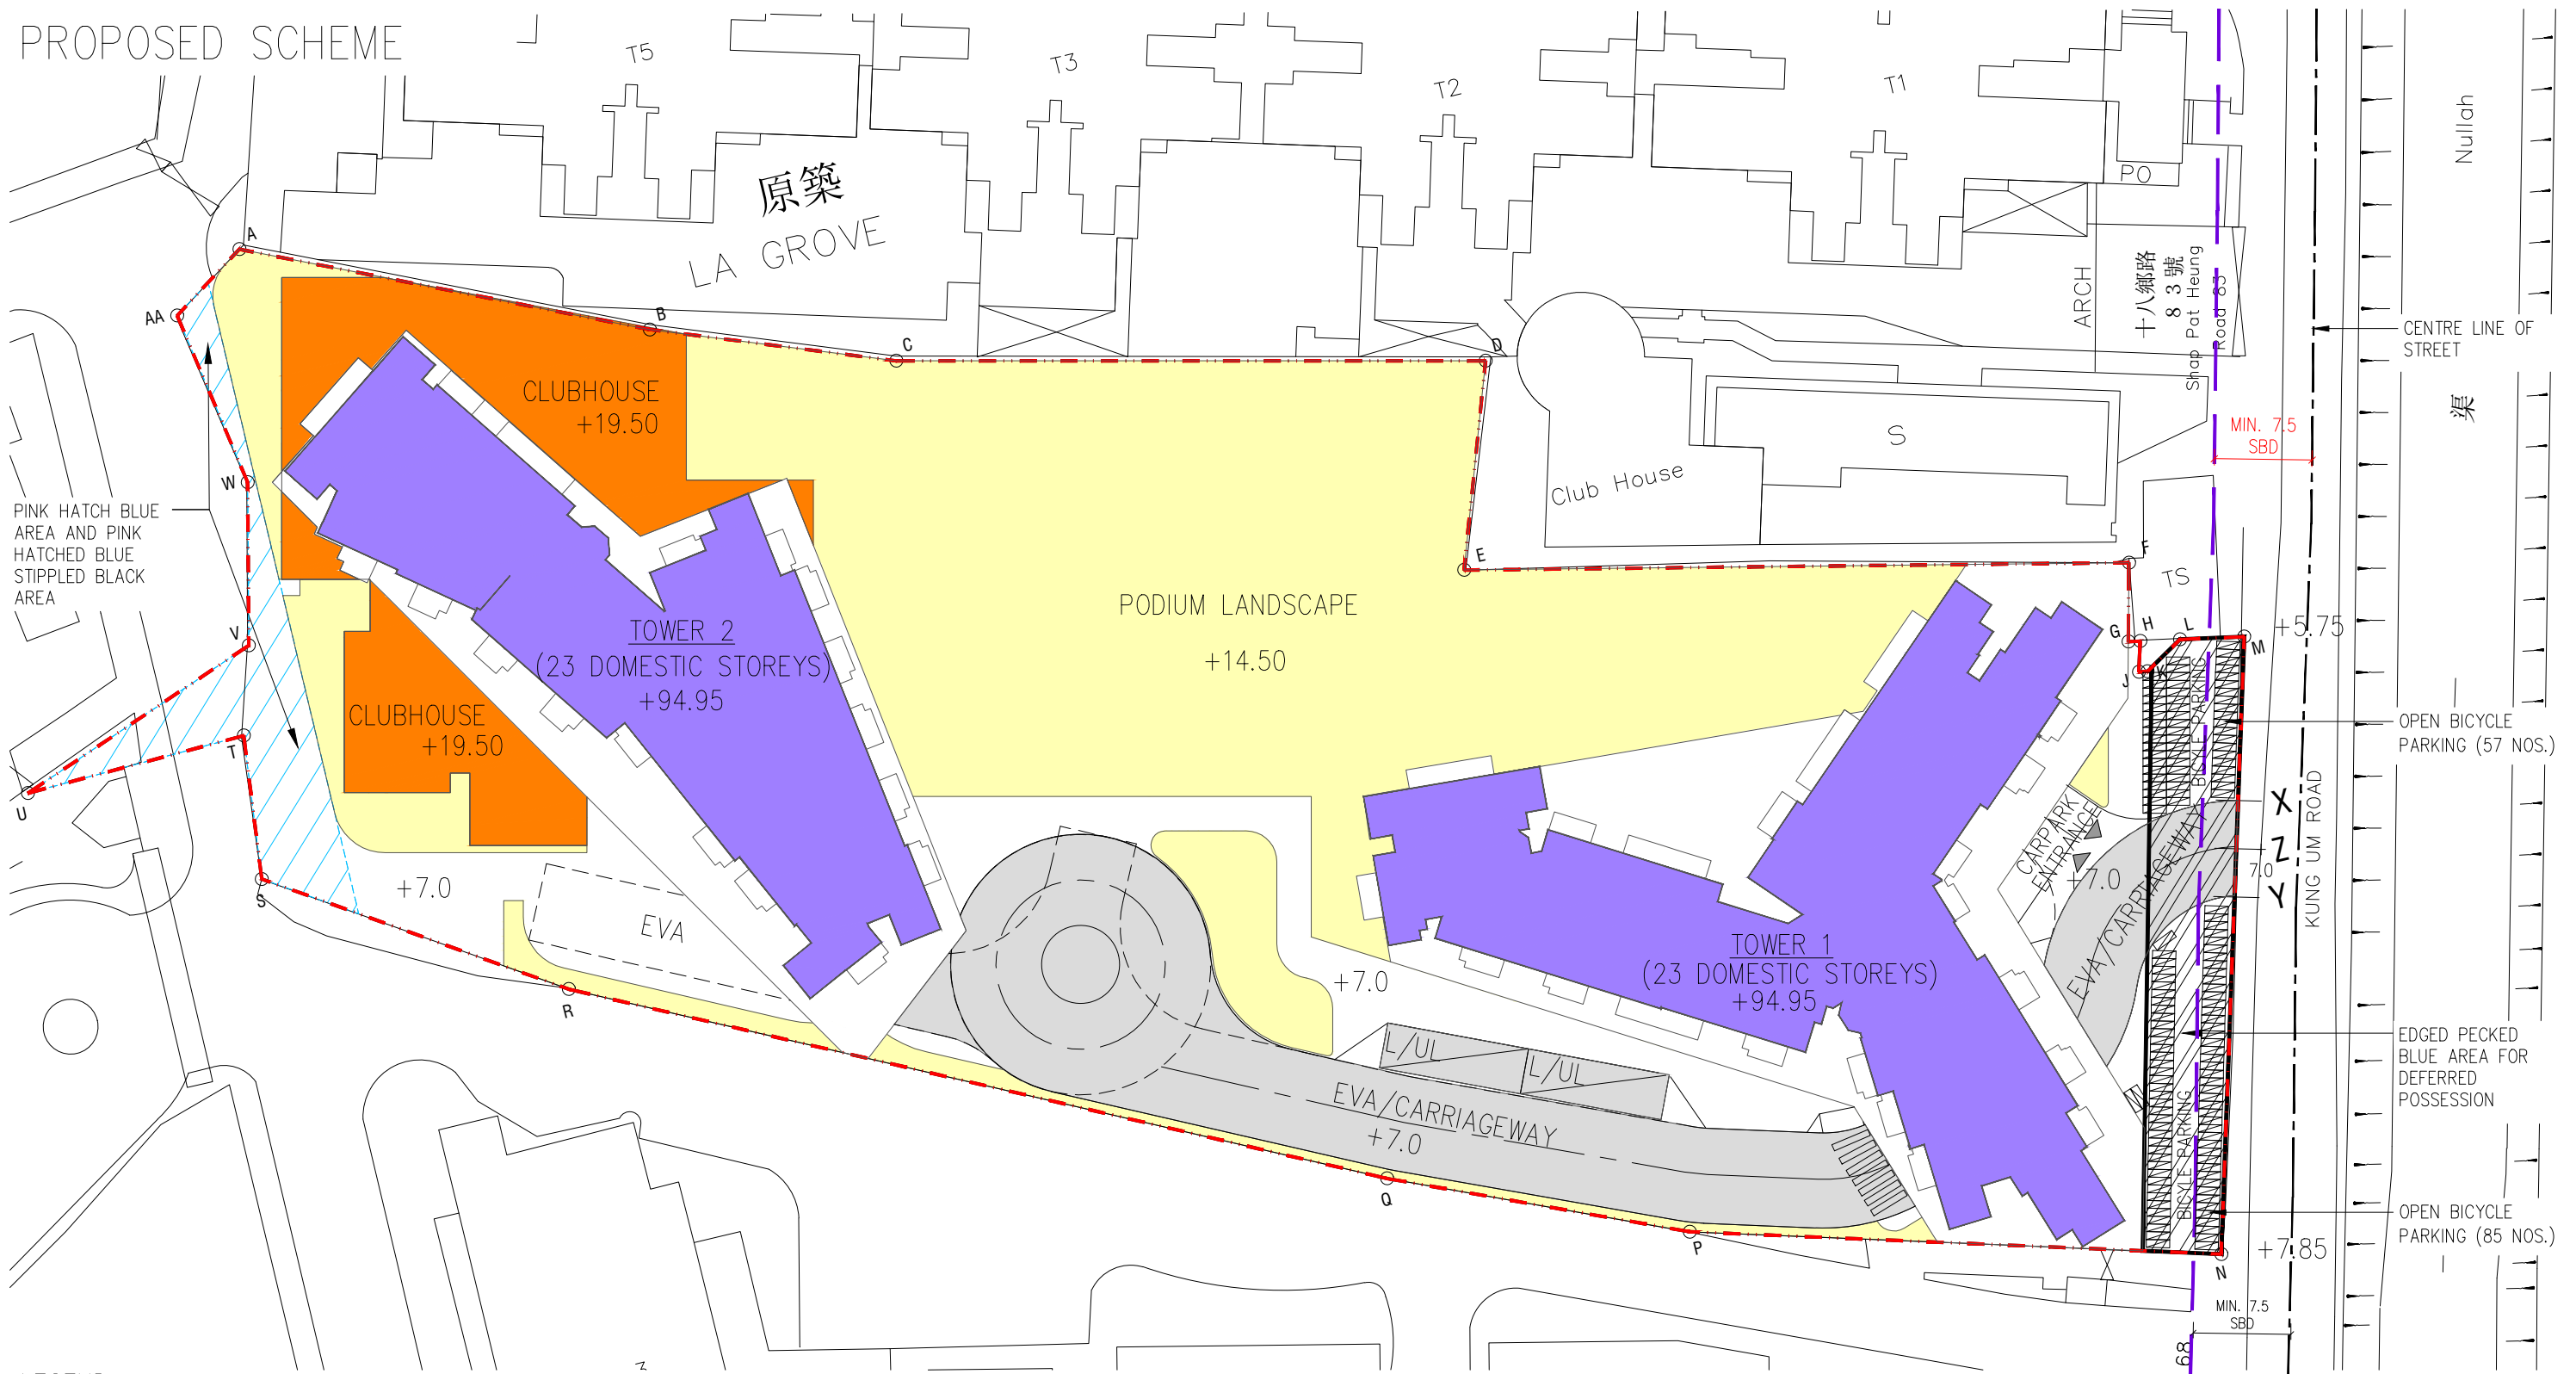 PROPOSED SCHEME
T5
T3
T2
T1
PO
Nullah
渠
原築
LA GROVE
ARCH
十八鄉路
８３號
Shap Pat Heung
Road 83
CENTRE LINE OF
STREET
MIN. 7.5
SBD
A
B
C
D
AA
W
V
U
T
S
R
Q
P
N
E
F
G
H
J
K
L
M
X
Z
Y
7.0
CLUBHOUSE
+19.50
S
Club House
TS
PINK HATCH BLUE
AREA AND PINK
HATCHED BLUE
STIPPLED BLACK
AREA
PODIUM LANDSCAPE
+14.50
TOWER 2
(23 DOMESTIC STOREYS)
+94.95
CLUBHOUSE
+19.50
+5.75
BICYLE PARKING
OPEN BICYCLE
PARKING (57 NOS.)
KUNG UM ROAD
CARPARK
ENTRANCE
+7.0
EVA/CARRIAGEWAY
+7.0
EVA
TOWER 1
(23 DOMESTIC STOREYS)
+94.95
+7.0
L/UL
L/UL
EVA/CARRIAGEWAY
+7.0
EDGED PECKED
BLUE AREA FOR
DEFERRED
POSSESSION
BICYLE PARKING
OPEN BICYCLE
PARKING (85 NOS.)
+7.85
MIN. 7.5
SBD
68